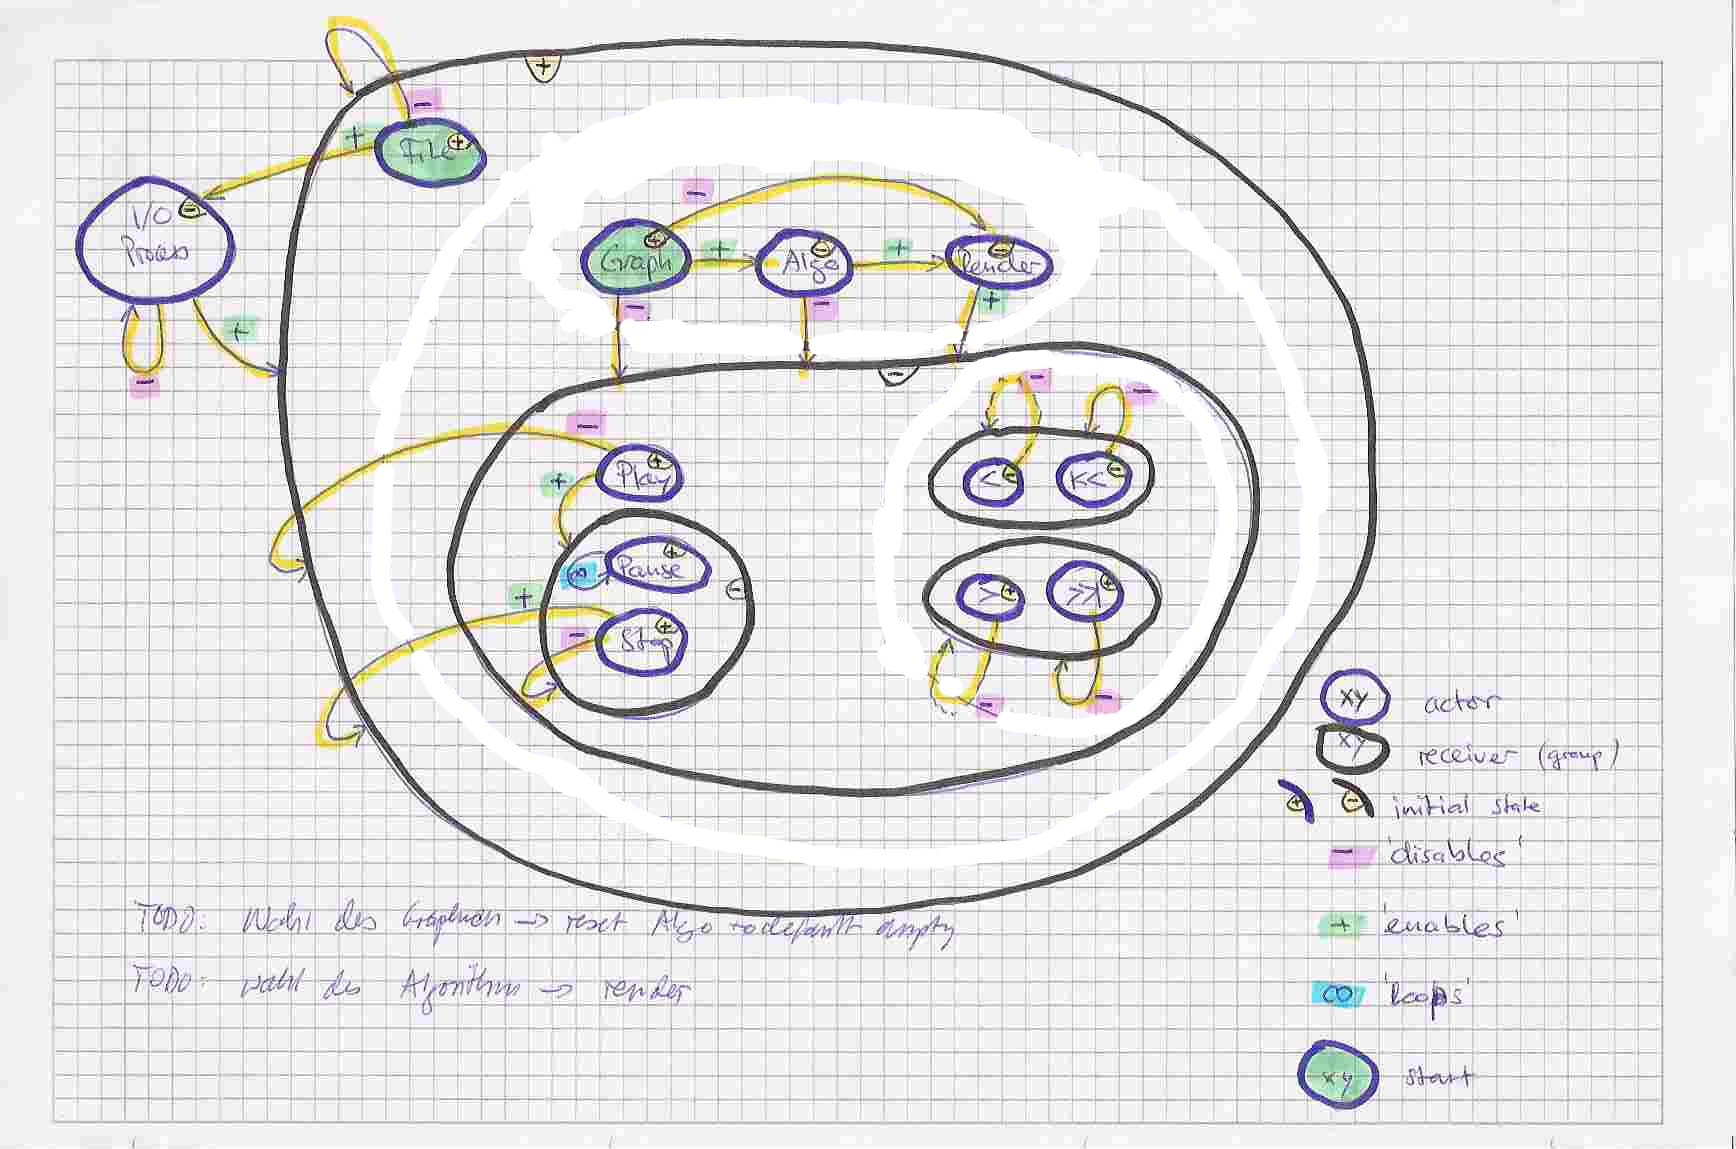 +
-
+
File +
I/O -
Process
+
-
-
Graph +
+
Algo -
+
Render -
-
-
+
-
-
-
-
+
Play +
< -
K< -
Pause +
∞
-
> +
>>| +
+
-
Stop +
-
-
xy actor
xy receiver (group)
+ - initial state
- 'disables'
+ 'enables'
∞ 'loops'
xy start
TODO: Wahl des Graphen -> reset Algo to default empty
TODO: Wahl des Algorithms -> render